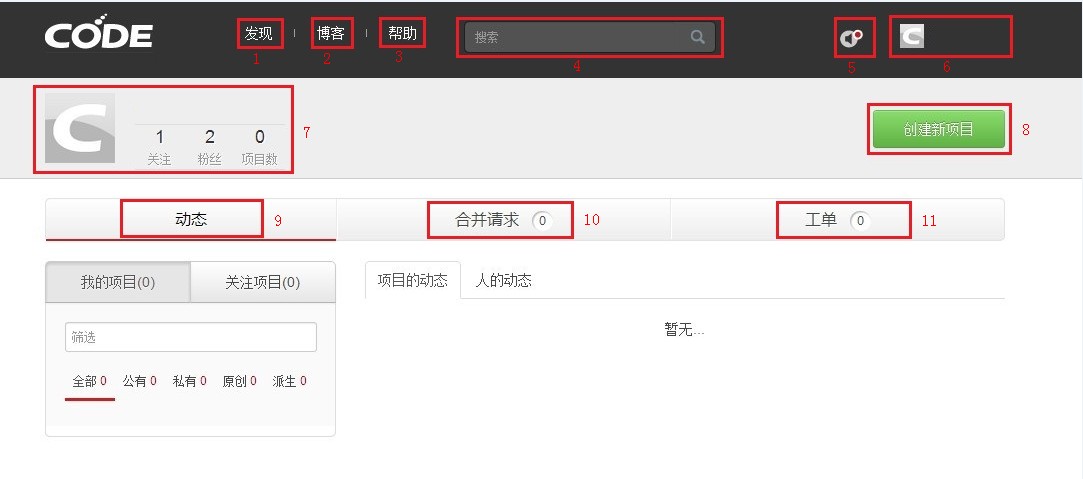 CODE
发现 博客 帮助 搜索
1 2 3 4 5 6
1 2 0 7 创建新项目 8
关注 粉丝 项目数
动态 9 合并请求 0 10 工单 0 11
我的项目(0) 关注项目(0) 项目的动态 人的动态
筛选 暂无...
全部 0 公有 0 私有 0 原创 0 派生 0